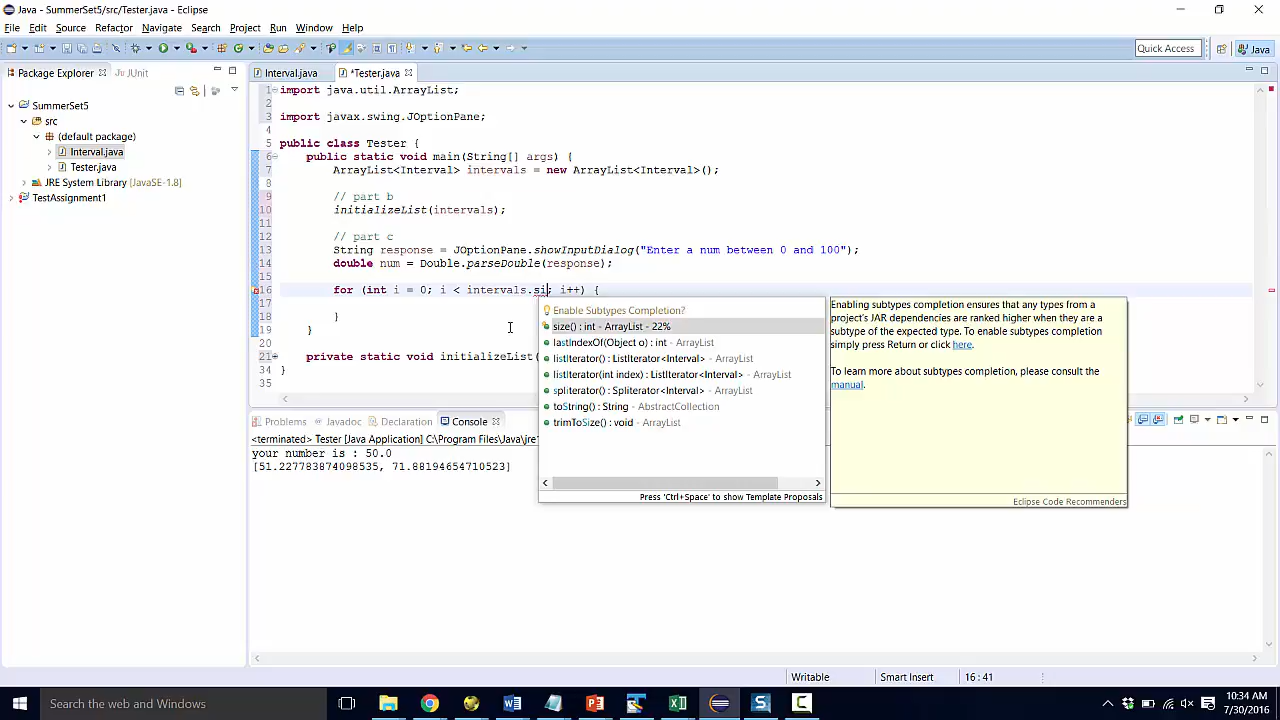 Java - SummerSet5/src/Tester.java - Eclipse
File Edit Source Refactor Navigate Search Project Run Window Help
Quick Access Java
Package Explorer JUnit
SummerSet5
src
(default package)
Interval.java
Tester.java
JRE System Library [JavaSE-1.8]
TestAssignment1
Interval.java *Tester.java
1 import java.util.ArrayList;
2
3 import javax.swing.JOptionPane;
4
5 public class Tester {
6 public static void main(String[] args) {
7 ArrayList<Interval> intervals = new ArrayList<Interval>();
8
9 // part b
10 initializeList(intervals);
11
12 // part c
13 String response = JOptionPane.showInputDialog("Enter a num between 0 and 100");
14 double num = Double.parseDouble(response);
15
16 for (int i = 0; i < intervals.si; i++) {
17
18 }
19 }
20
21 private static void initializeList(
34 }
35
Enable Subtypes Completion?
size() : int - ArrayList - 22%
lastIndexOf(Object o) : int - ArrayList
listIterator() : ListIterator<Interval> - ArrayList
listIterator(int index) : ListIterator<Interval> - ArrayList
spliterator() : Spliterator<Interval> - ArrayList
toString() : String - AbstractCollection
trimToSize() : void - ArrayList
Press 'Ctrl+Space' to show Template Proposals
Enabling subtypes completion ensures that any types from a
project's JAR dependencies are ranked higher when they are a
subtype of the expected type. To enable subtypes completion
simply press Return or click here.
To learn more about subtypes completion, please consult the
manual.
Eclipse Code Recommenders
Problems Javadoc Declaration Console
<terminated> Tester [Java Application] C:\Program Files\Java\jre
your number is : 50.0
[51.227783874098535, 71.88194654710523]
Writable Smart Insert 16 : 41
Search the web and Windows
10:34 AM
7/30/2016